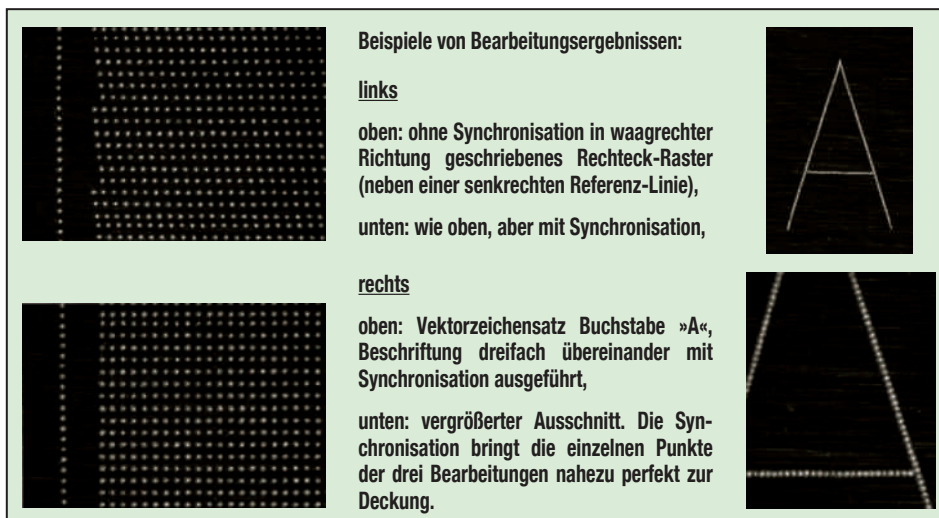 Beispiele von Bearbeitungsergebnissen:
links
oben: ohne Synchronisation in waagrechter
Richtung geschriebenes Rechteck-Raster
(neben einer senkrechten Referenz-Linie),
unten: wie oben, aber mit Synchronisation,
rechts
oben: Vektorzeichensatz Buchstabe »A«,
Beschriftung dreifach übereinander mit
Synchronisation ausgeführt,
unten: vergrößerter Ausschnitt. Die Syn-
chronisation bringt die einzelnen Punkte
der drei Bearbeitungen nahezu perfekt zur
Deckung.
A